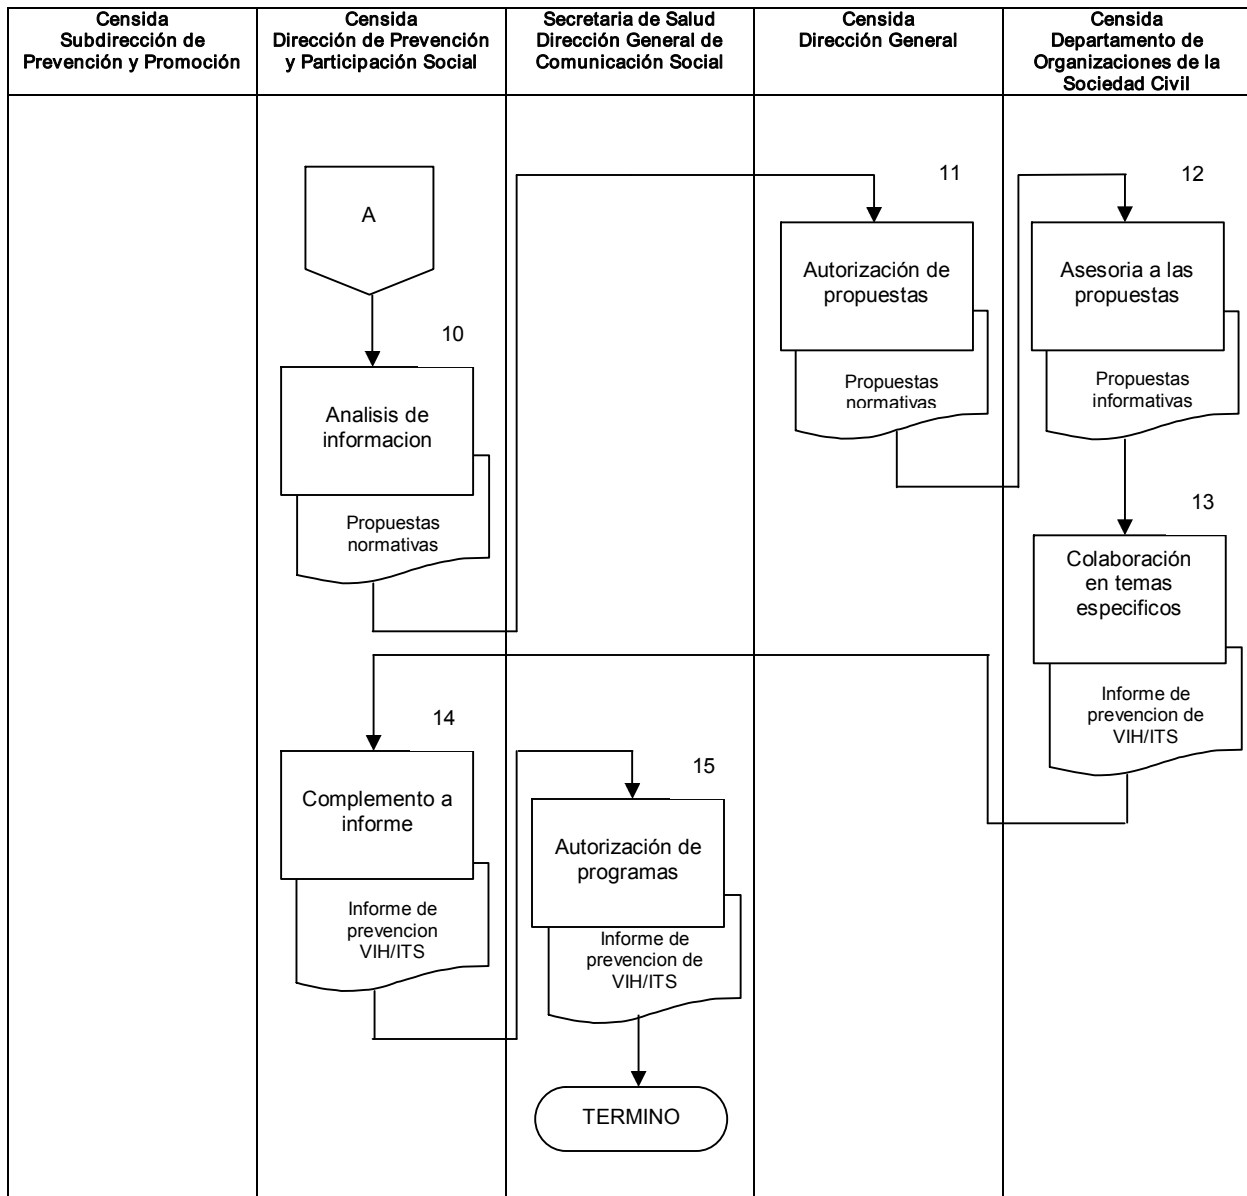 Censida
Subdirección de
Prevención y Promoción
Censida
Dirección de Prevención
y Participación Social
Secretaria de Salud
Dirección General de
Comunicación Social
Censida
Dirección General
Censida
Departamento de
Organizaciones de la
Sociedad Civil
A
10
Analisis de
informacion
Propuestas
normativas
11
Autorización de
propuestas
Propuestas
normativas
12
Asesoria a las
propuestas
Propuestas
informativas
13
Colaboración
en temas
especificos
Informe de
prevencion de
VIH/ITS
14
Complemento a
informe
Informe de
prevencion
VIH/ITS
15
Autorización de
programas
Informe de
prevencion de
VIH/ITS
TERMINO